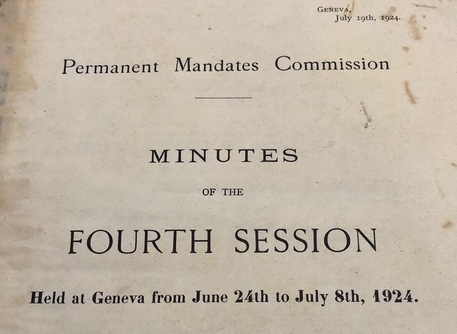 Geneva,
July 19th, 1924.
Permanent Mandates Commission
MINUTES
OF THE
FOURTH SESSION
Held at Geneva from June 24th to July 8th, 1924.